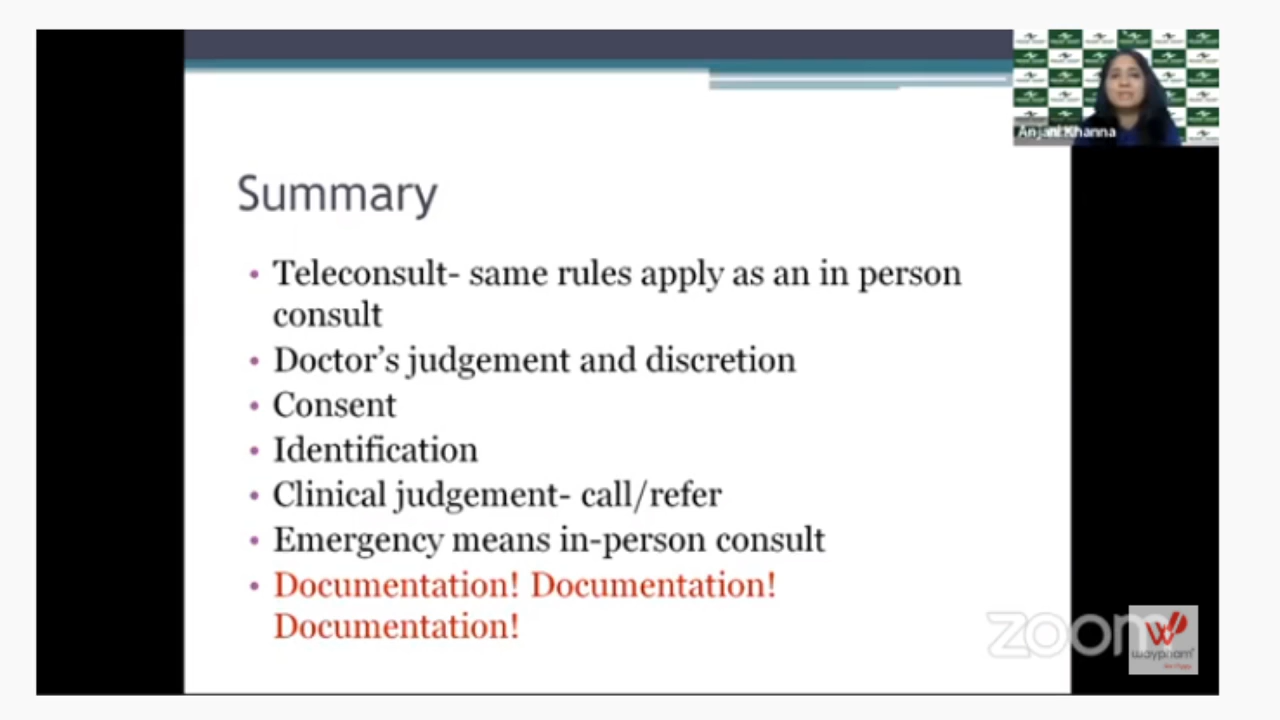 Anjani Khanna
Summary
• Teleconsult- same rules apply as an in person
consult
• Doctor’s judgement and discretion
• Consent
• Identification
• Clinical judgement- call/refer
• Emergency means in-person consult
• Documentation! Documentation!
Documentation!
zoom